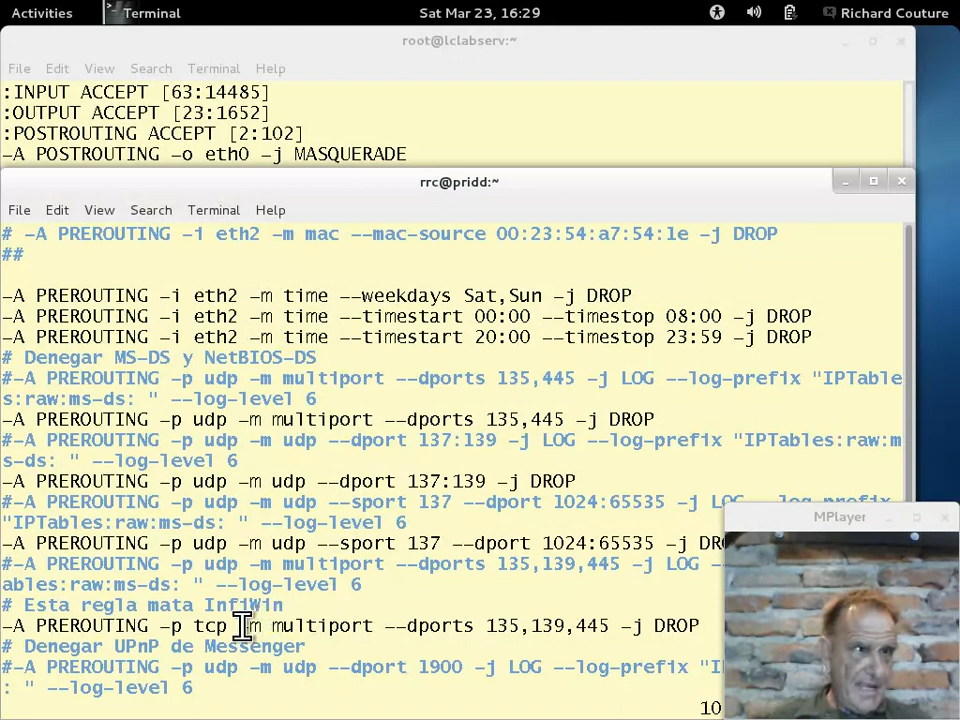 Activities Terminal Sat Mar 23, 16:29 Richard Couture
root@lclabserv:~
File Edit View Search Terminal Help
:INPUT ACCEPT [63:14485]
:OUTPUT ACCEPT [23:1652]
:POSTROUTING ACCEPT [2:102]
-A POSTROUTING -o eth0 -j MASQUERADE
rrc@pridd:~
File Edit View Search Terminal Help
# -A PREROUTING -i eth2 -m mac --mac-source 00:23:54:a7:54:1e -j DROP
##
-A PREROUTING -i eth2 -m time --weekdays Sat,Sun -j DROP
-A PREROUTING -i eth2 -m time --timestart 00:00 --timestop 08:00 -j DROP
-A PREROUTING -i eth2 -m time --timestart 20:00 --timestop 23:59 -j DROP
# Denegar MS-DS y NetBIOS-DS
#-A PREROUTING -p udp -m multiport --dports 135,445 -j LOG --log-prefix "IPTable
s:raw:ms-ds: " --log-level 6
-A PREROUTING -p udp -m multiport --dports 135,445 -j DROP
#-A PREROUTING -p udp -m udp --dport 137:139 -j LOG --log-prefix "IPTables:raw:m
s-ds: " --log-level 6
-A PREROUTING -p udp -m udp --dport 137:139 -j DROP
#-A PREROUTING -p udp -m udp --sport 137 --dport 1024:65535 -j LOG --log-prefix
"IPTables:raw:ms-ds: " --log-level 6
-A PREROUTING -p udp -m udp --sport 137 --dport 1024:65535 -j DRO
#-A PREROUTING -p udp -m multiport --dports 135,139,445 -j LOG --
ables:raw:ms-ds: " --log-level 6
# Esta regla mata InfiWin
-A PREROUTING -p tcp -m multiport --dports 135,139,445 -j DROP
# Denegar UPnP de Messenger
#-A PREROUTING -p udp -m udp --dport 1900 -j LOG --log-prefix "I
: " --log-level 6
10
MPlayer